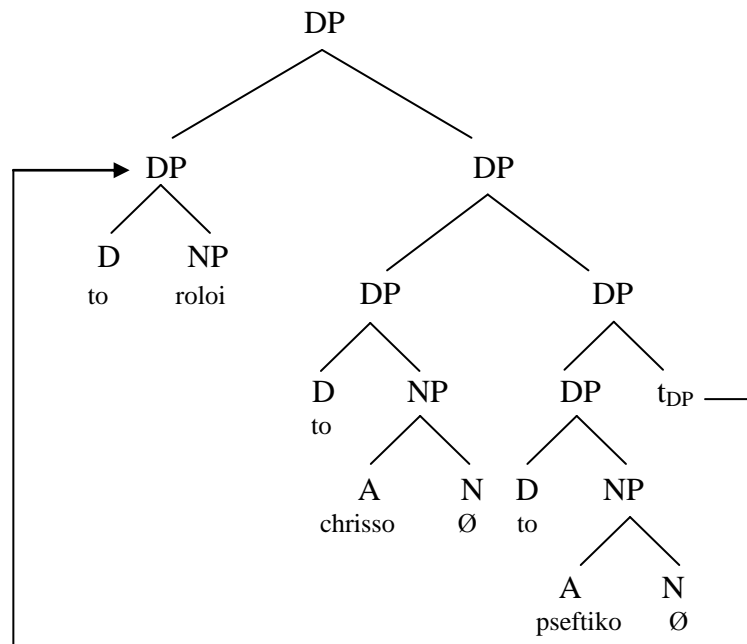 DP
DP DP
D NP
to roloi
DP DP
D NP DP t_DP
to
A N D NP
chrisso Ø to
A N
pseftiko Ø